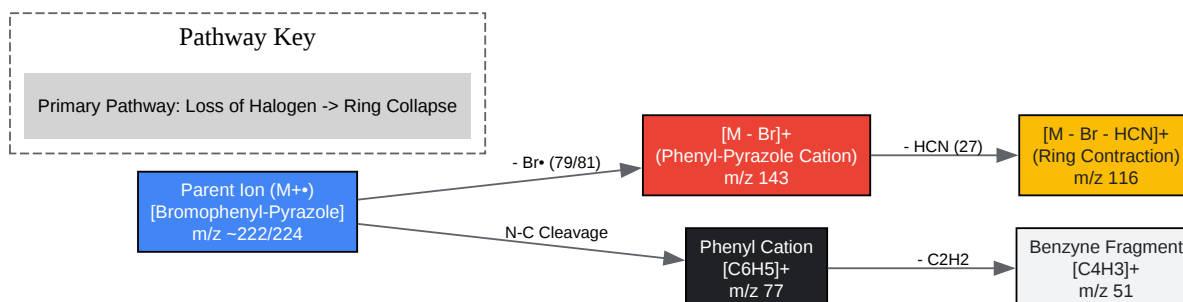 Pathway Key
Primary Pathway: Loss of Halogen -> Ring Collapse
Parent Ion (M+•)
[Bromophenyl-Pyrazole]
m/z ~222/224
- Br• (79/81)
N-C Cleavage
[M - Br]+
(Phenyl-Pyrazole Cation)
m/z 143
- HCN (27)
[M - Br - HCN]+
(Ring Contraction)
m/z 116
Phenyl Cation
[C6H5]+
m/z 77
- C2H2
Benzyne Fragment
[C4H3]+
m/z 51